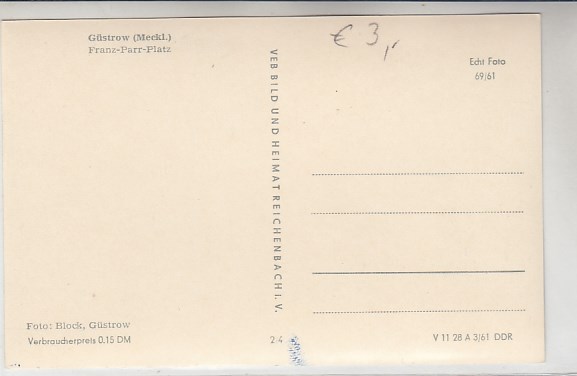 Güstrow (Meckl.)
Franz-Parr-Platz
€ 3,-
Echt Foto
69/61
VEB BILD UND HEIMAT REICHENBACH I. V.
Foto: Block, Güstrow
Verbraucherpreis 0,15 DM
2·4
V 11 28 A 3/61 DDR